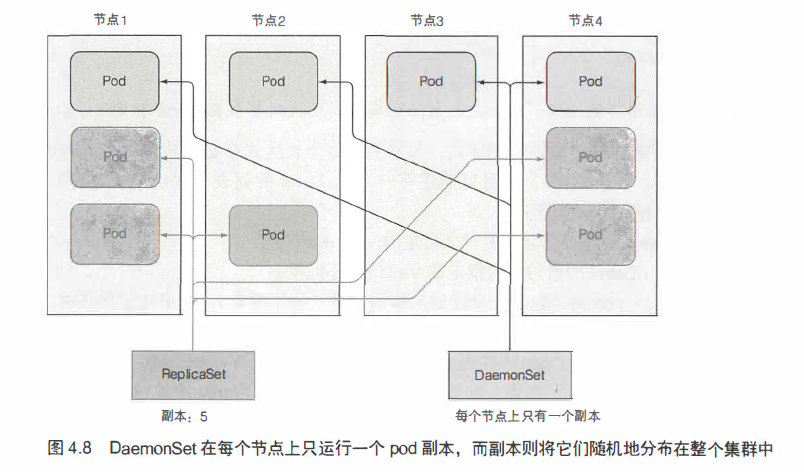 节点1 节点2 节点3 节点4
Pod Pod Pod Pod
Pod Pod
Pod Pod Pod
ReplicaSet DaemonSet
副本：5 每个节点上只有一个副本
图 4.8 DaemonSet 在每个节点上只运行一个 pod 副本，而副本则将它们随机地分布在整个集群中